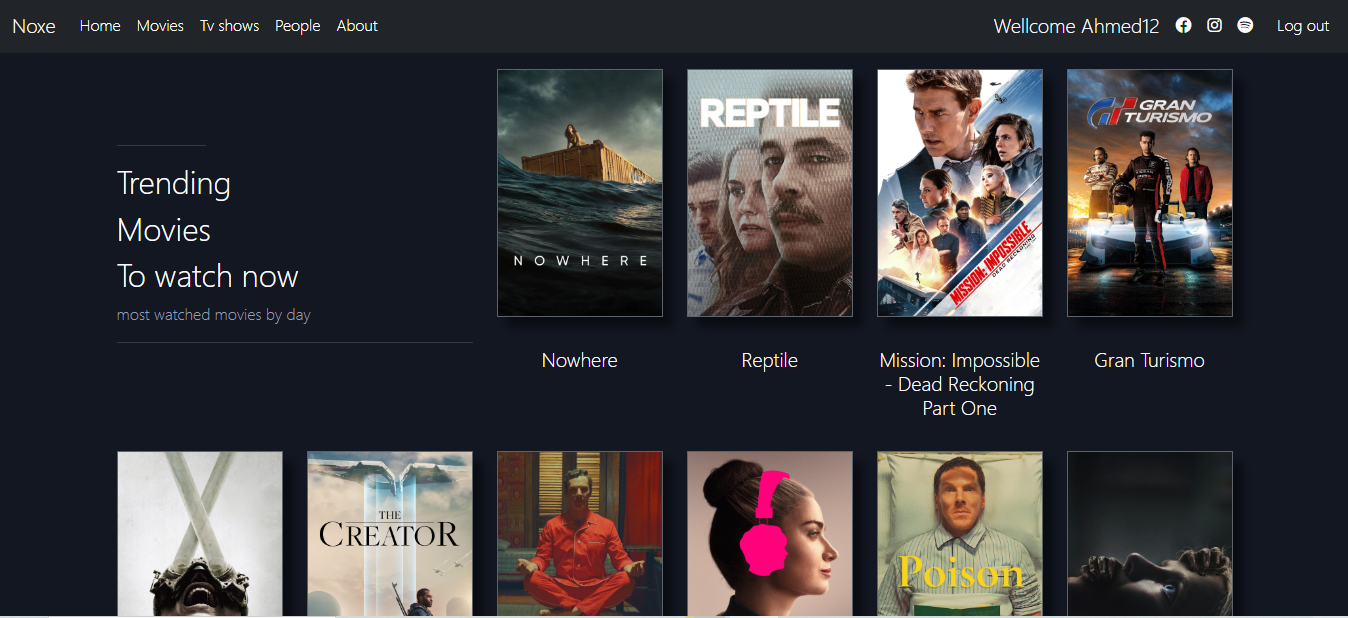 Noxe Home Movies Tv shows People About Wellcome Ahmed12 Log out
Trending
Movies
To watch now
most watched movies by day
NOWHERE
REPTILE
MISSION: IMPOSSIBLE
DEAD RECKONING
GRAN
TURISMO
Nowhere
Reptile
Mission: Impossible
- Dead Reckoning
Part One
Gran Turismo
THE
CREATOR
Poison